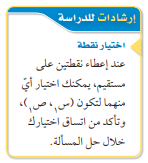 إرشادات للدراسة
اختيار نقطة
عند إعطاء نقطتين على
مستقيم، يمكنك اختيار أيّ
منهما لتكون (س١، ص١)،
وتأكد من اتساق اختيارك
خلال حل المسألة.